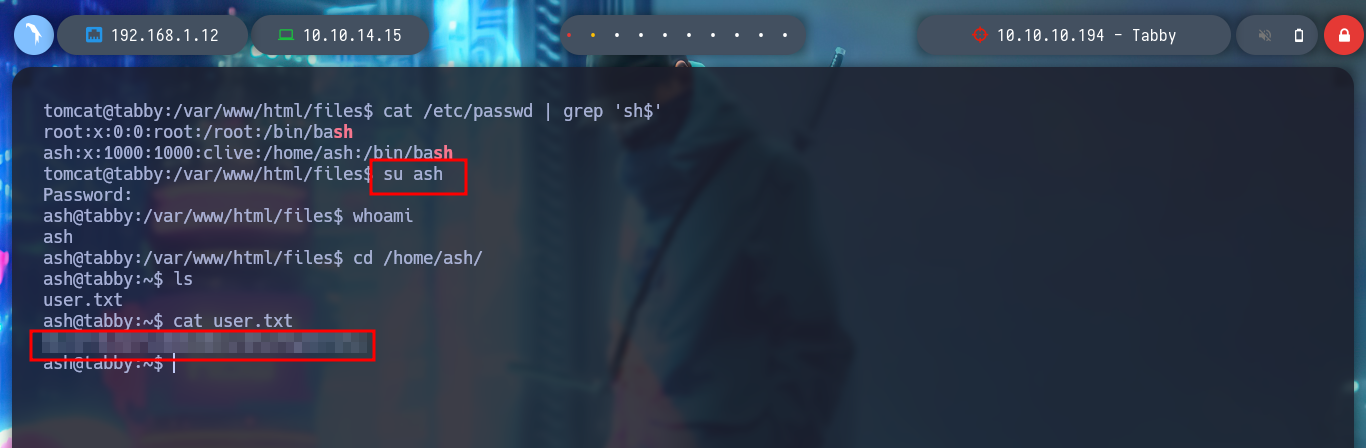 192.168.1.12 10.10.14.15 10.10.10.194 - Tabby
tomcat@tabby:/var/www/html/files$ cat /etc/passwd | grep 'sh$'
root:x:0:0:root:/root:/bin/bash
ash:x:1000:1000:clive:/home/ash:/bin/bash
tomcat@tabby:/var/www/html/files$ su ash
Password:
ash@tabby:/var/www/html/files$ whoami
ash
ash@tabby:/var/www/html/files$ cd /home/ash/
ash@tabby:~$ ls
user.txt
ash@tabby:~$ cat user.txt
ash@tabby:~$